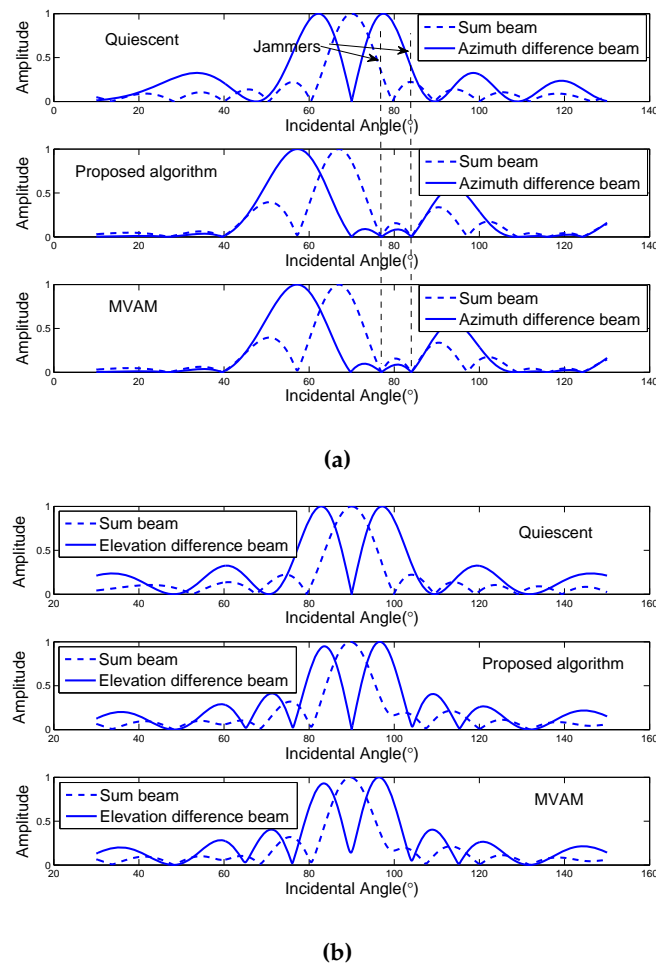 Quiescent
Jammers
Sum beam
Azimuth difference beam
Amplitude
1
0.5
0
0 20 40 60 80 100 120 140
Incidental Angle(°)
Proposed algorithm
Sum beam
Azimuth difference beam
Amplitude
1
0.5
0
0 20 40 60 80 100 120 140
Incidental Angle(°)
MVAM
Sum beam
Azimuth difference beam
Amplitude
1
0.5
0
0 20 40 60 80 100 120 140
Incidental Angle(°)
(a)
Sum beam
Elevation difference beam
Quiescent
Amplitude
1
0.5
0
20 40 60 80 100 120 140 160
Incidental Angle(°)
Sum beam
Elevation difference beam
Proposed algorithm
Amplitude
1
0.5
0
20 40 60 80 100 120 140 160
Incidental Angle(°)
Sum beam
Elevation difference beam
MVAM
Amplitude
1
0.5
0
20 40 60 80 100 120 140 160
Incidental Angle(°)
(b)